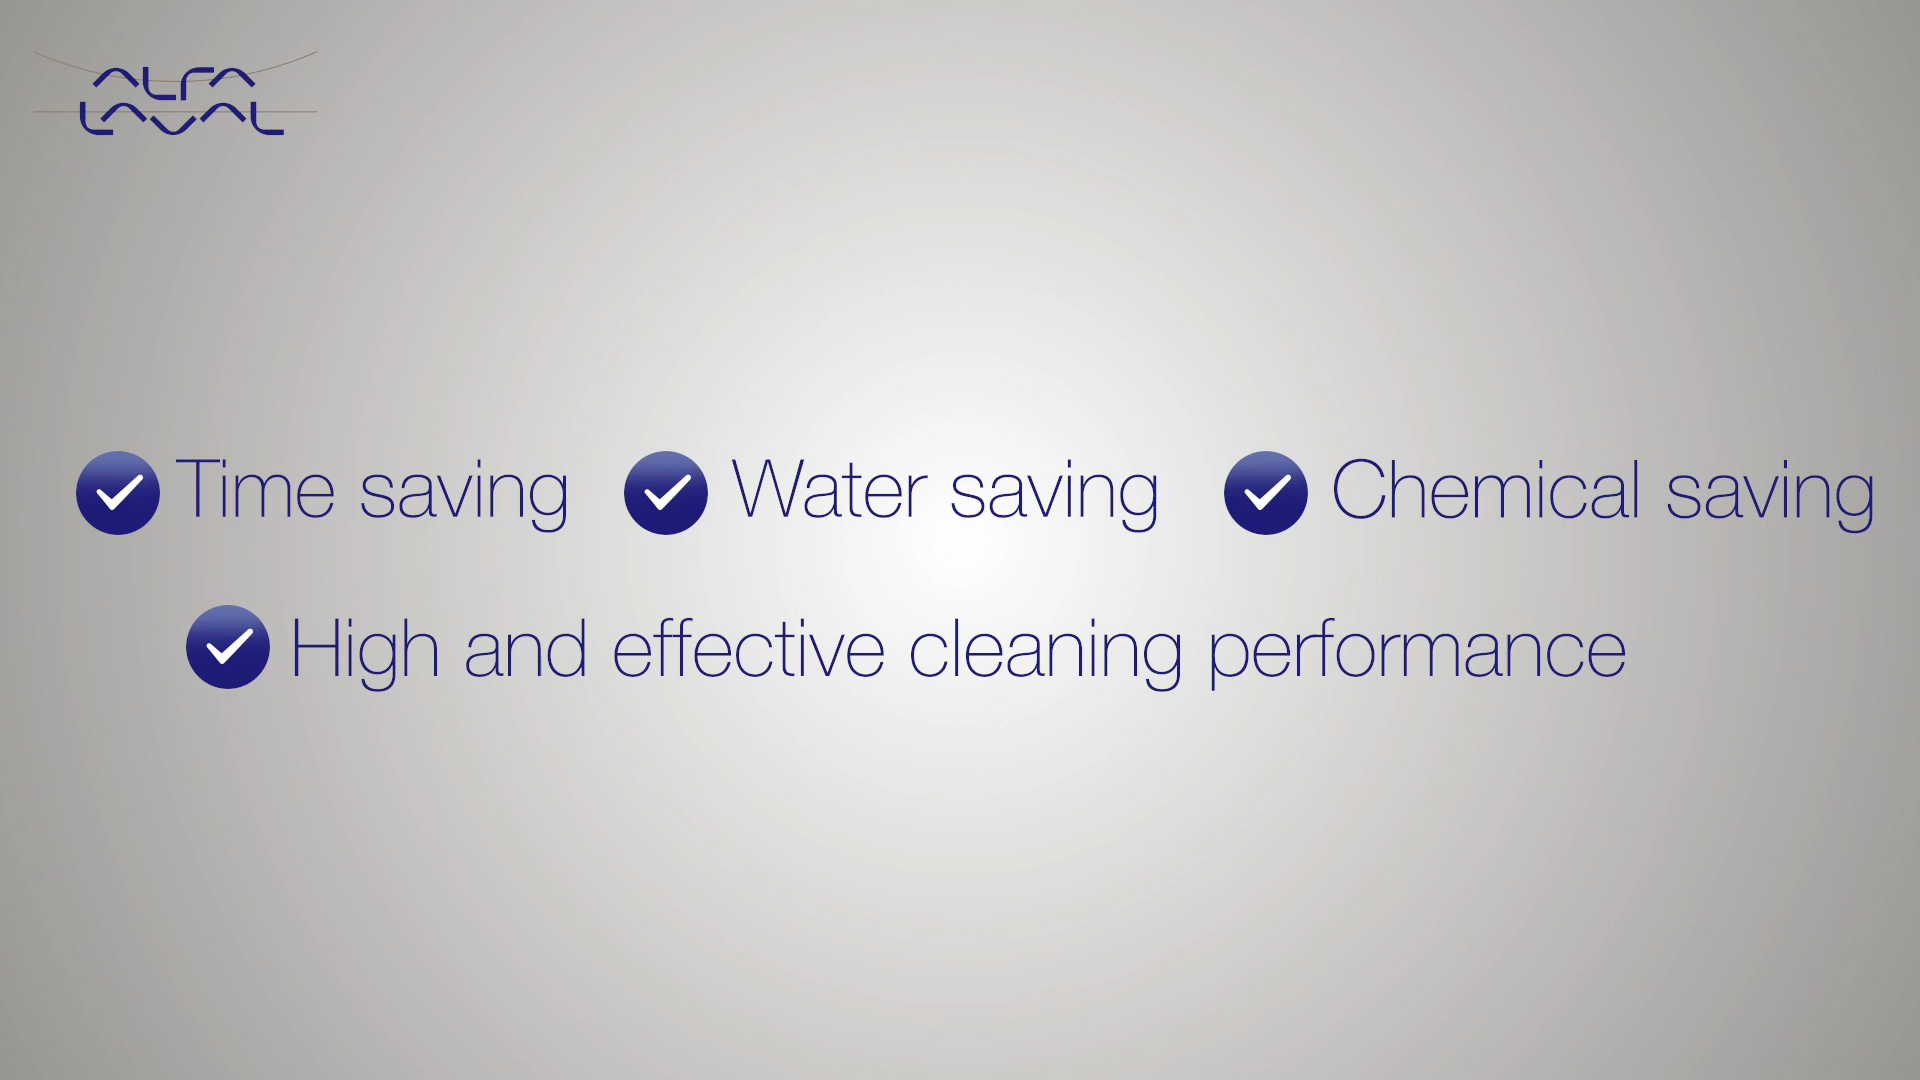 ALFA
LAVAL
Time saving Water saving Chemical saving
High and effective cleaning performance